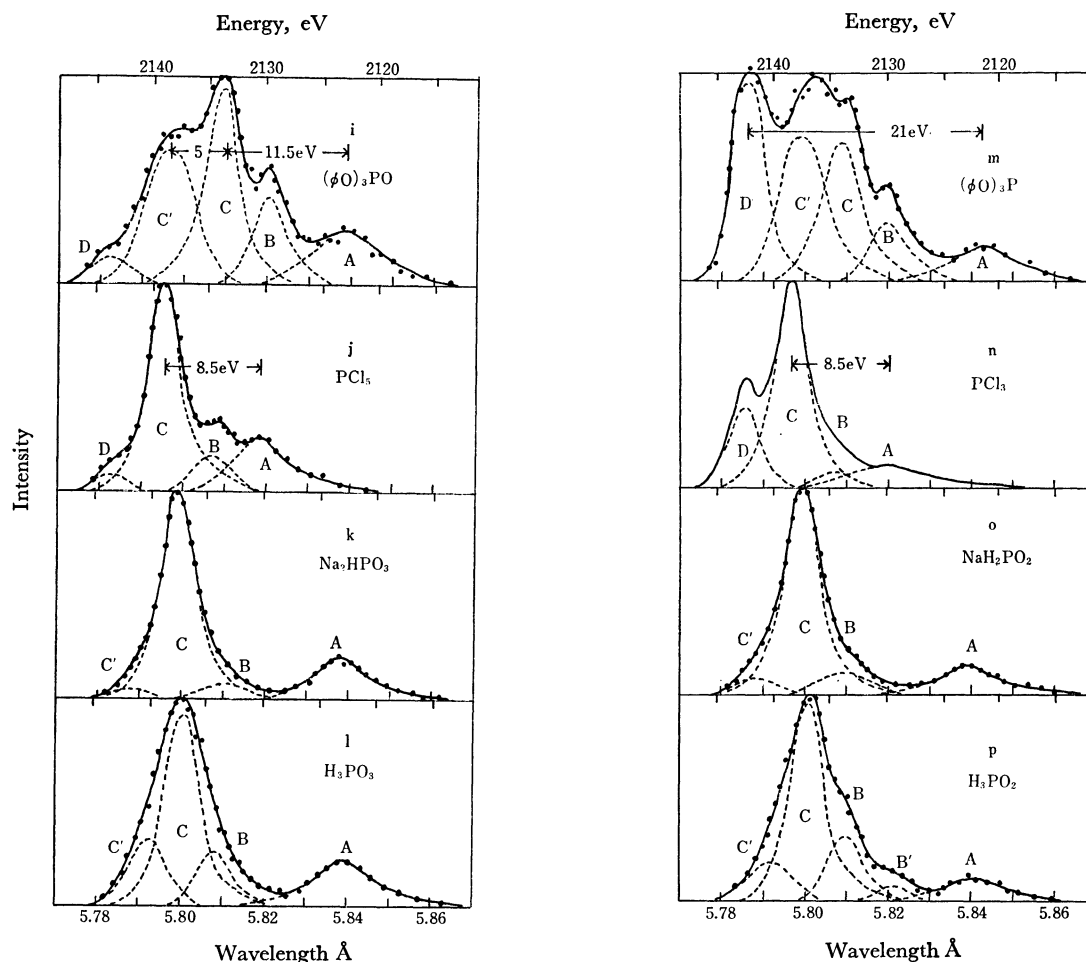 Energy, eV
2140 2130 2120
i
5 11.5eV
(φO)₃PO
D C′ C B A
j
8.5eV
PCl₅
D C B A
k
Na₂HPO₃
C′ C B A
l
H₃PO₃
C′ C B A
5.78 5.80 5.82 5.84 5.86
Wavelength Å
Intensity
Energy, eV
2140 2130 2120
21eV
m
(φO)₃P
D C′ C B A
n
8.5eV
PCl₃
D C B A
o
NaH₂PO₂
C′ C B A
p
H₃PO₂
C′ C B B′ A
5.78 5.80 5.82 5.84 5.86
Wavelength Å